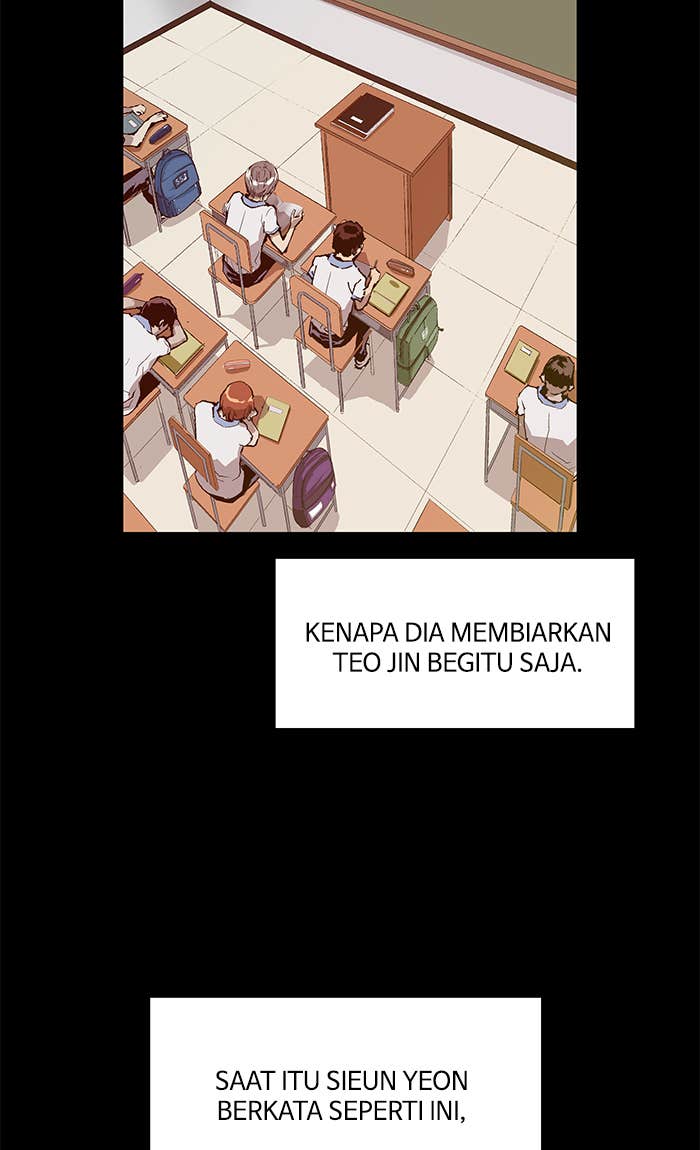 KENAPA DIA MEMBIARKAN
TEO JIN BEGITU SAJA.
SAAT ITU SIEUN YEON
BERKATA SEPERTI INI,